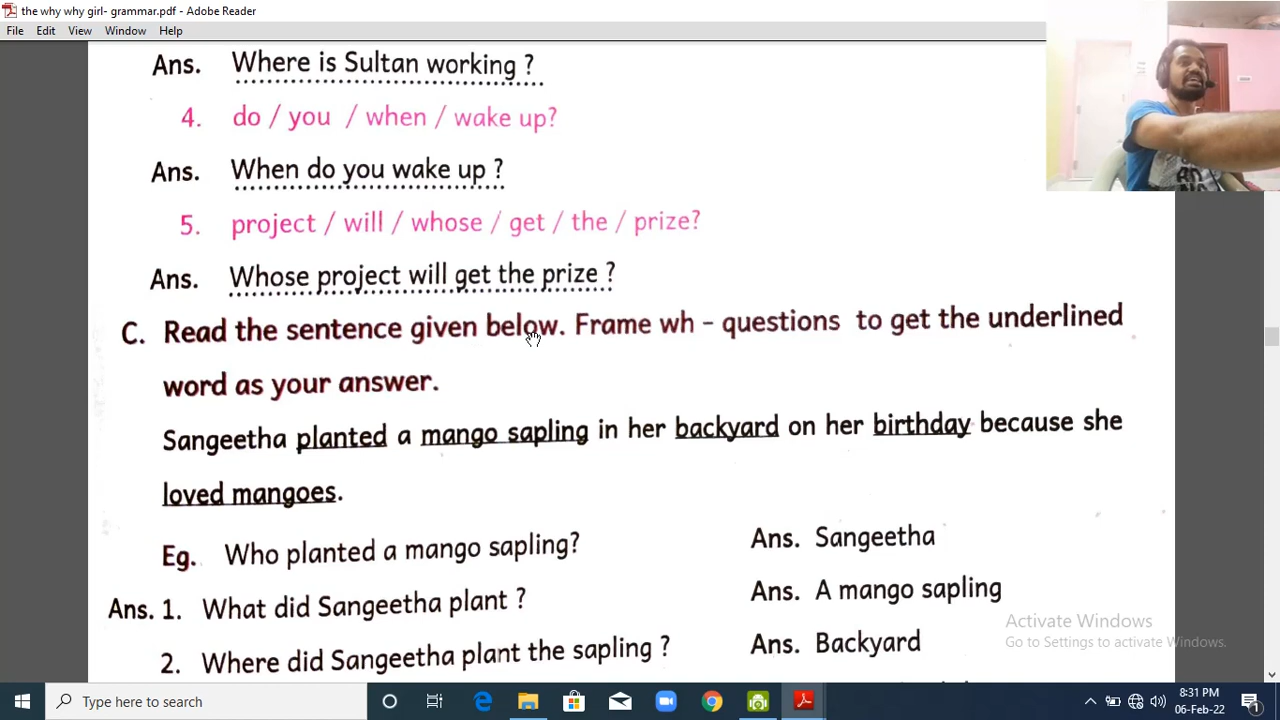 the why why girl- grammar.pdf - Adobe Reader
File Edit View Window Help
Ans. Where is Sultan working ?
4. do / you / when / wake up?
Ans. When do you wake up ?
5. project / will / whose / get / the / prize?
Ans. Whose project will get the prize ?
C. Read the sentence given below. Frame wh - questions to get the underlined
word as your answer.
Sangeetha planted a mango sapling in her backyard on her birthday because she
loved mangoes.
Eg. Who planted a mango sapling? Ans. Sangeetha
Ans. 1. What did Sangeetha plant ? Ans. A mango sapling
2. Where did Sangeetha plant the sapling ? Ans. Backyard
Activate Windows
Go to Settings to activate Windows.
Type here to search
8:31 PM
06-Feb-22